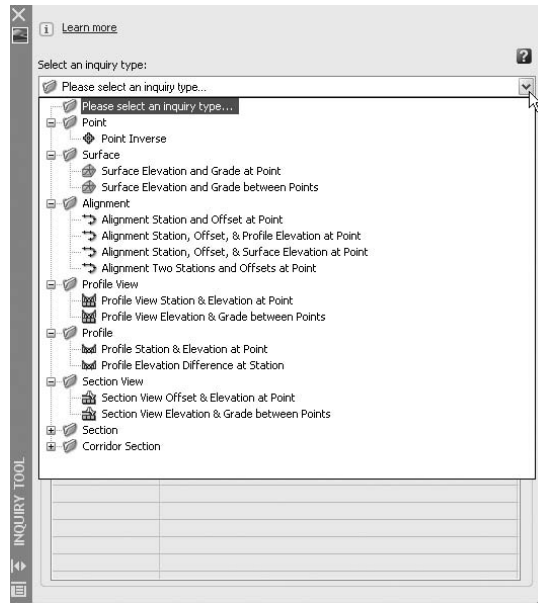 Learn more
Select an inquiry type:
Please select an inquiry type...
Please select an inquiry type...
Point
Point Inverse
Surface
Surface Elevation and Grade at Point
Surface Elevation and Grade between Points
Alignment
Alignment Station and Offset at Point
Alignment Station, Offset, & Profile Elevation at Point
Alignment Station, Offset, & Surface Elevation at Point
Alignment Two Stations and Offsets at Point
Profile View
Profile View Station & Elevation at Point
Profile View Elevation & Grade between Points
Profile
Profile Station & Elevation at Point
Profile Elevation Difference at Station
Section View
Section View Offset & Elevation at Point
Section View Elevation & Grade between Points
Section
Corridor Section
INQUIRY TOOL